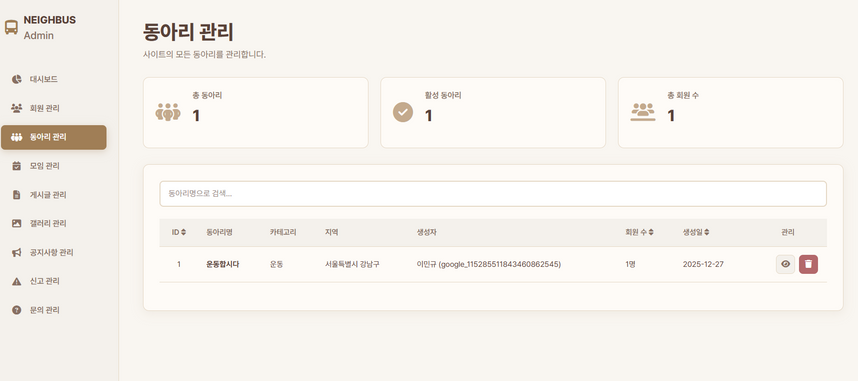 NEIGHBUS
Admin
대시보드
회원 관리
동아리 관리
모임 관리
게시글 관리
갤러리 관리
공지사항 관리
신고 관리
문의 관리
동아리 관리
사이트의 모든 동아리를 관리합니다.
총 동아리
1
활성 동아리
1
총 회원 수
1
동아리명으로 검색...
ID 동아리명 카테고리 지역 생성자 회원 수 생성일 관리
1 운동합시다 운동 서울특별시 강남구 이민규 (google_115285511843460862545) 1명 2025-12-27